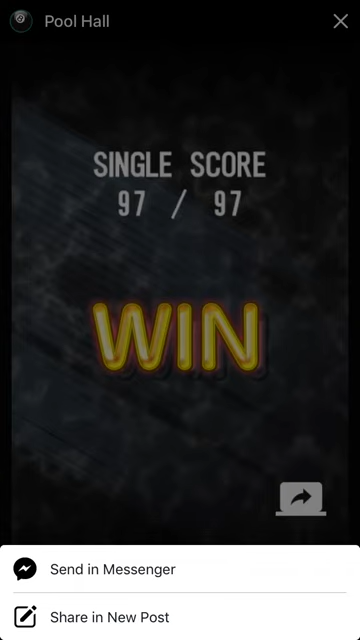 Pool Hall
SINGLE SCORE
97 / 97
WIN
Send in Messenger
Share in New Post